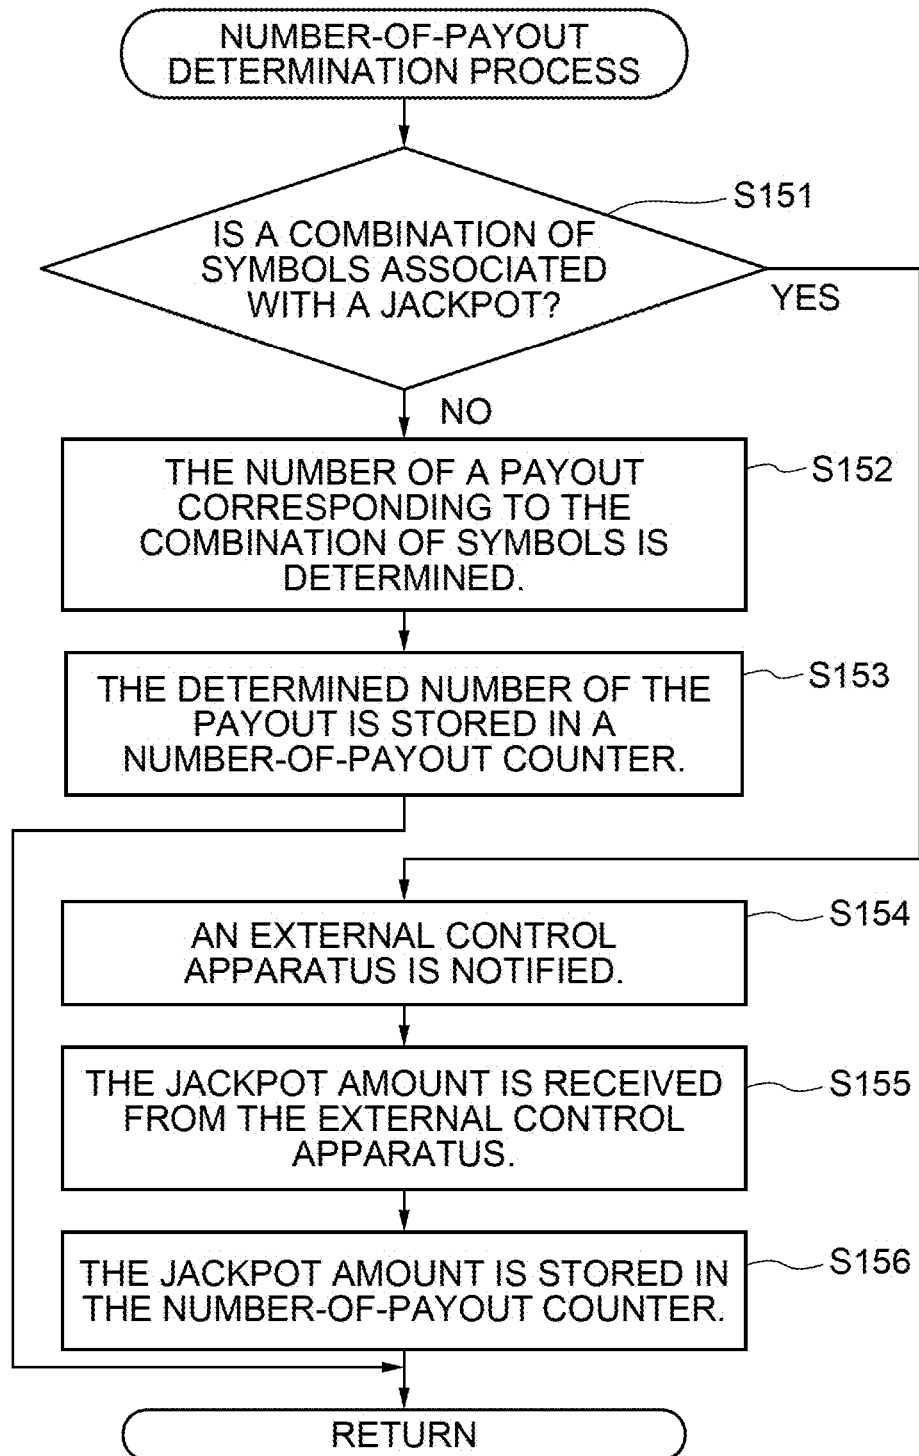 NUMBER-OF-PAYOUT
DETERMINATION PROCESS
S151
IS A COMBINATION OF
SYMBOLS ASSOCIATED
WITH A JACKPOT?
YES
NO
S152
THE NUMBER OF A PAYOUT
CORRESPONDING TO THE
COMBINATION OF SYMBOLS IS
DETERMINED.
S153
THE DETERMINED NUMBER OF THE
PAYOUT IS STORED IN A
NUMBER-OF-PAYOUT COUNTER.
S154
AN EXTERNAL CONTROL
APPARATUS IS NOTIFIED.
S155
THE JACKPOT AMOUNT IS RECEIVED
FROM THE EXTERNAL CONTROL
APPARATUS.
S156
THE JACKPOT AMOUNT IS STORED IN
THE NUMBER-OF-PAYOUT COUNTER.
RETURN